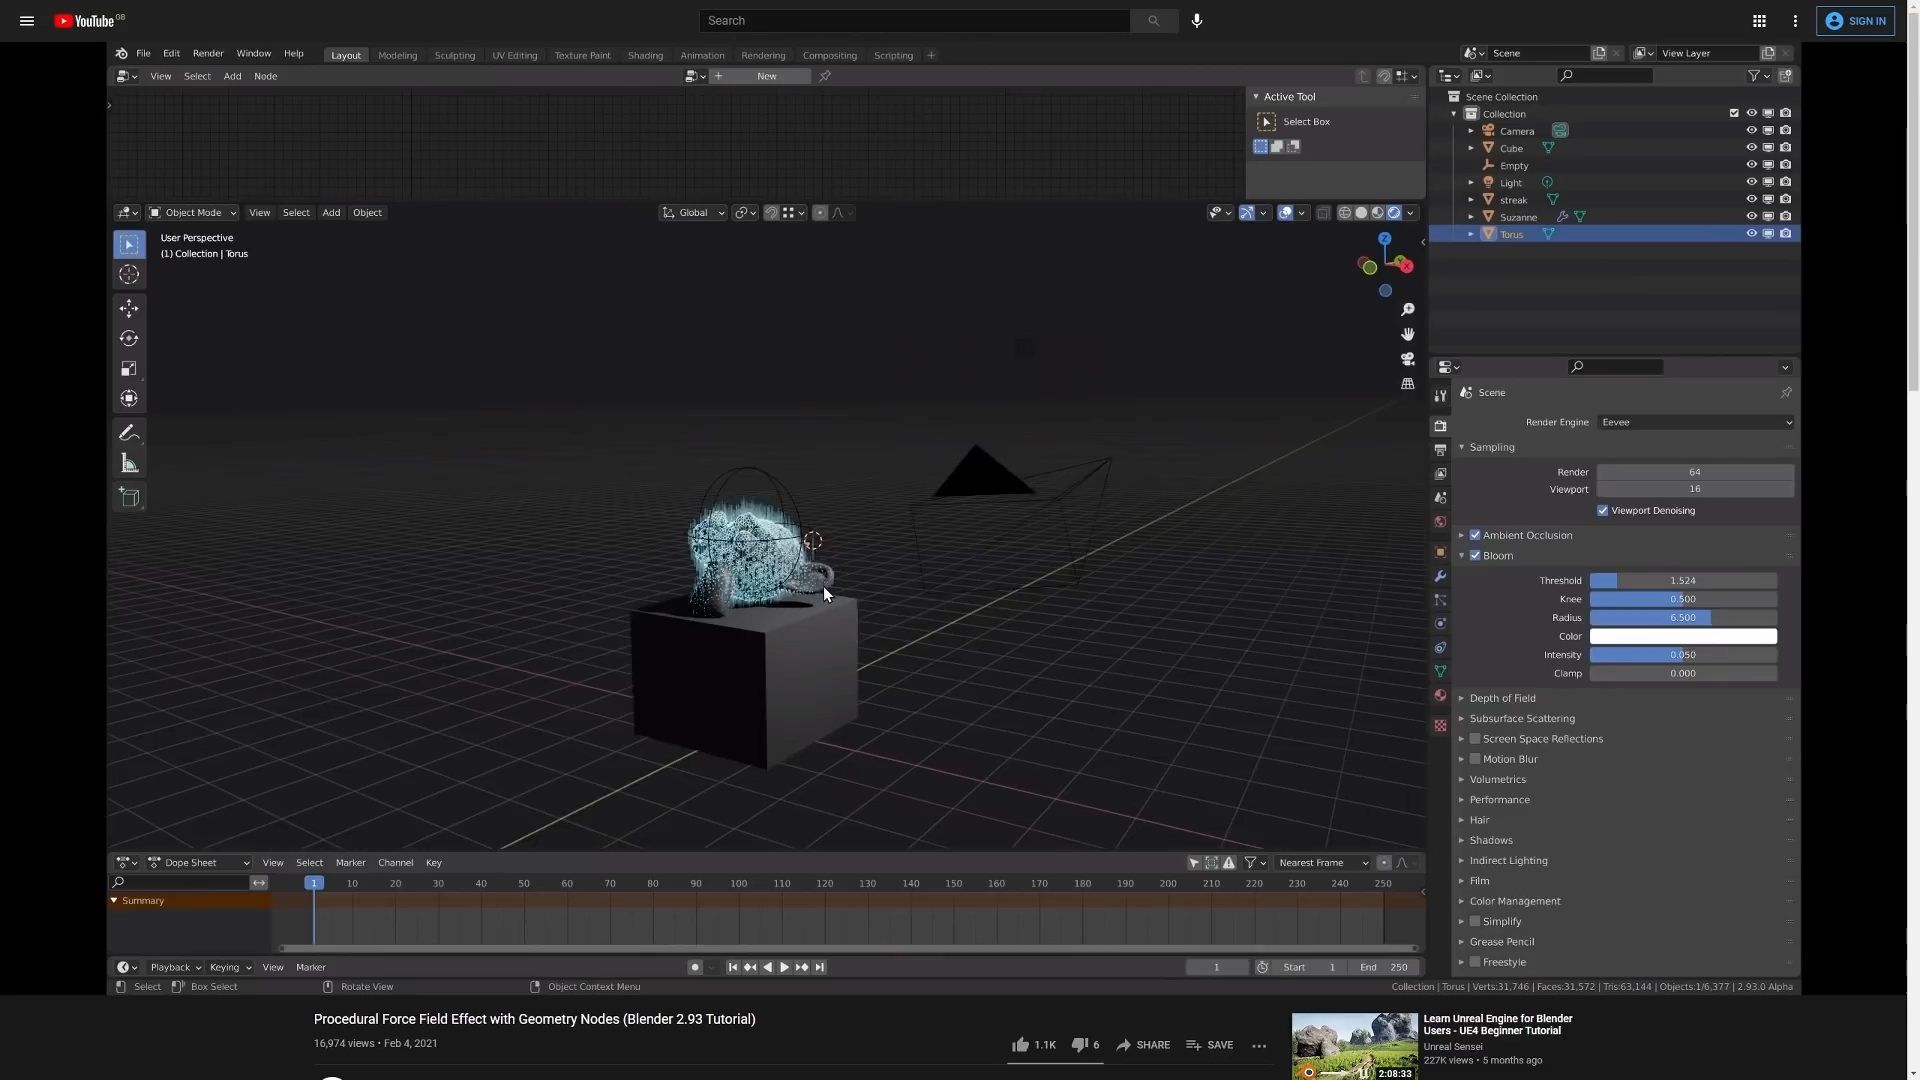 YouTube GB
Search
SIGN IN
File Edit Render Window Help
Layout Modeling Sculpting UV Editing Texture Paint Shading Animation Rendering Compositing Scripting +
Scene
View Layer
View Select Add Node
New
Active Tool
Select Box
Scene Collection
Collection
Camera
Cube
Empty
Light
streak
Suzanne
Torus
Object Mode View Select Add Object
Global
User Perspective
(1) Collection | Torus
Z
X
Scene
Render Engine Eevee
Sampling
Render 64
Viewport 16
Viewport Denoising
Ambient Occlusion
Bloom
Threshold 1.524
Knee 0.500
Radius 6.500
Color
Intensity 0.050
Clamp 0.000
Depth of Field
Subsurface Scattering
Screen Space Reflections
Motion Blur
Volumetrics
Performance
Hair
Shadows
Indirect Lighting
Film
Color Management
Simplify
Grease Pencil
Freestyle
Dope Sheet View Select Marker Channel Key
Nearest Frame
1 10 20 30 40 50 60 70 80 90 100 110 120 130 140 150 160 170 180 190 200 210 220 230 240 250
Summary
Playback Keying View Marker
1 Start 1 End 250
Select Box Select Rotate View Object Context Menu
Collection | Torus | Verts:31,746 | Faces:31,572 | Tris:63,144 | Objects:1/6,377 | 2.93.0 Alpha
Procedural Force Field Effect with Geometry Nodes (Blender 2.93 Tutorial)
16,974 views • Feb 4, 2021
1.1K 6 SHARE SAVE
Learn Unreal Engine for Blender
Users - UE4 Beginner Tutorial
Unreal Sensei
227K views • 5 months ago
2:08:33